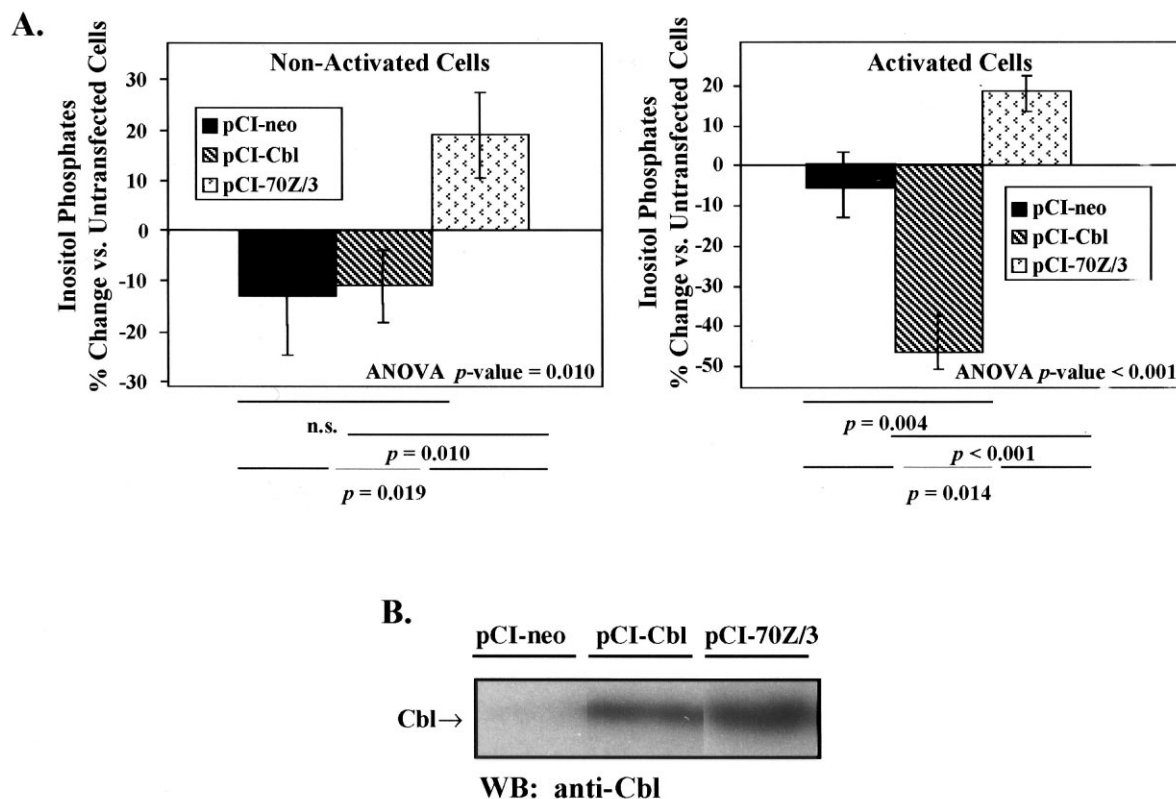 A.
Inositol Phosphates
% Change vs. Untransfected Cells
30
20
10
0
-10
-20
-30
Non-Activated Cells
pCI-neo
pCI-Cbl
pCI-70Z/3
ANOVA p-value = 0.010
n.s.
p = 0.010
p = 0.019
Inositol Phosphates
% Change vs. Untransfected Cells
20
10
0
-10
-20
-30
-40
-50
Activated Cells
pCI-neo
pCI-Cbl
pCI-70Z/3
ANOVA p-value < 0.001
p = 0.004
p < 0.001
p = 0.014
B.
pCI-neo pCI-Cbl pCI-70Z/3
Cbl→
WB: anti-Cbl